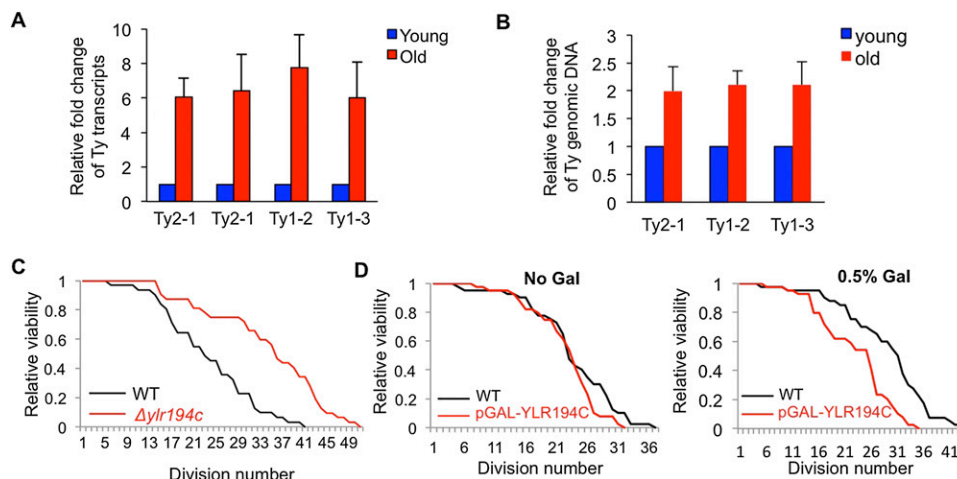 A
Relative fold change
of Ty transcripts
10
8
6
4
2
0
Ty2-1 Ty2-1 Ty1-2 Ty1-3
Young
Old
B
Relative fold change
of Ty genomic DNA
3
2.5
2
1.5
1
0.5
0
Ty2-1 Ty1-2 Ty1-3
young
old
C
Relative viability
1
0.8
0.6
0.4
0.2
0
WT
Δylr194c
1 5 9 13 17 21 25 29 33 37 41 45 49
Division number
D
No Gal
Relative viability
1
0.8
0.6
0.4
0.2
0
WT
pGAL-YLR194C
1 6 11 16 21 26 31 36
Division number
0.5% Gal
Relative viability
1
0.8
0.6
0.4
0.2
0
WT
pGAL-YLR194C
1 6 11 16 21 26 31 36 41
Division number